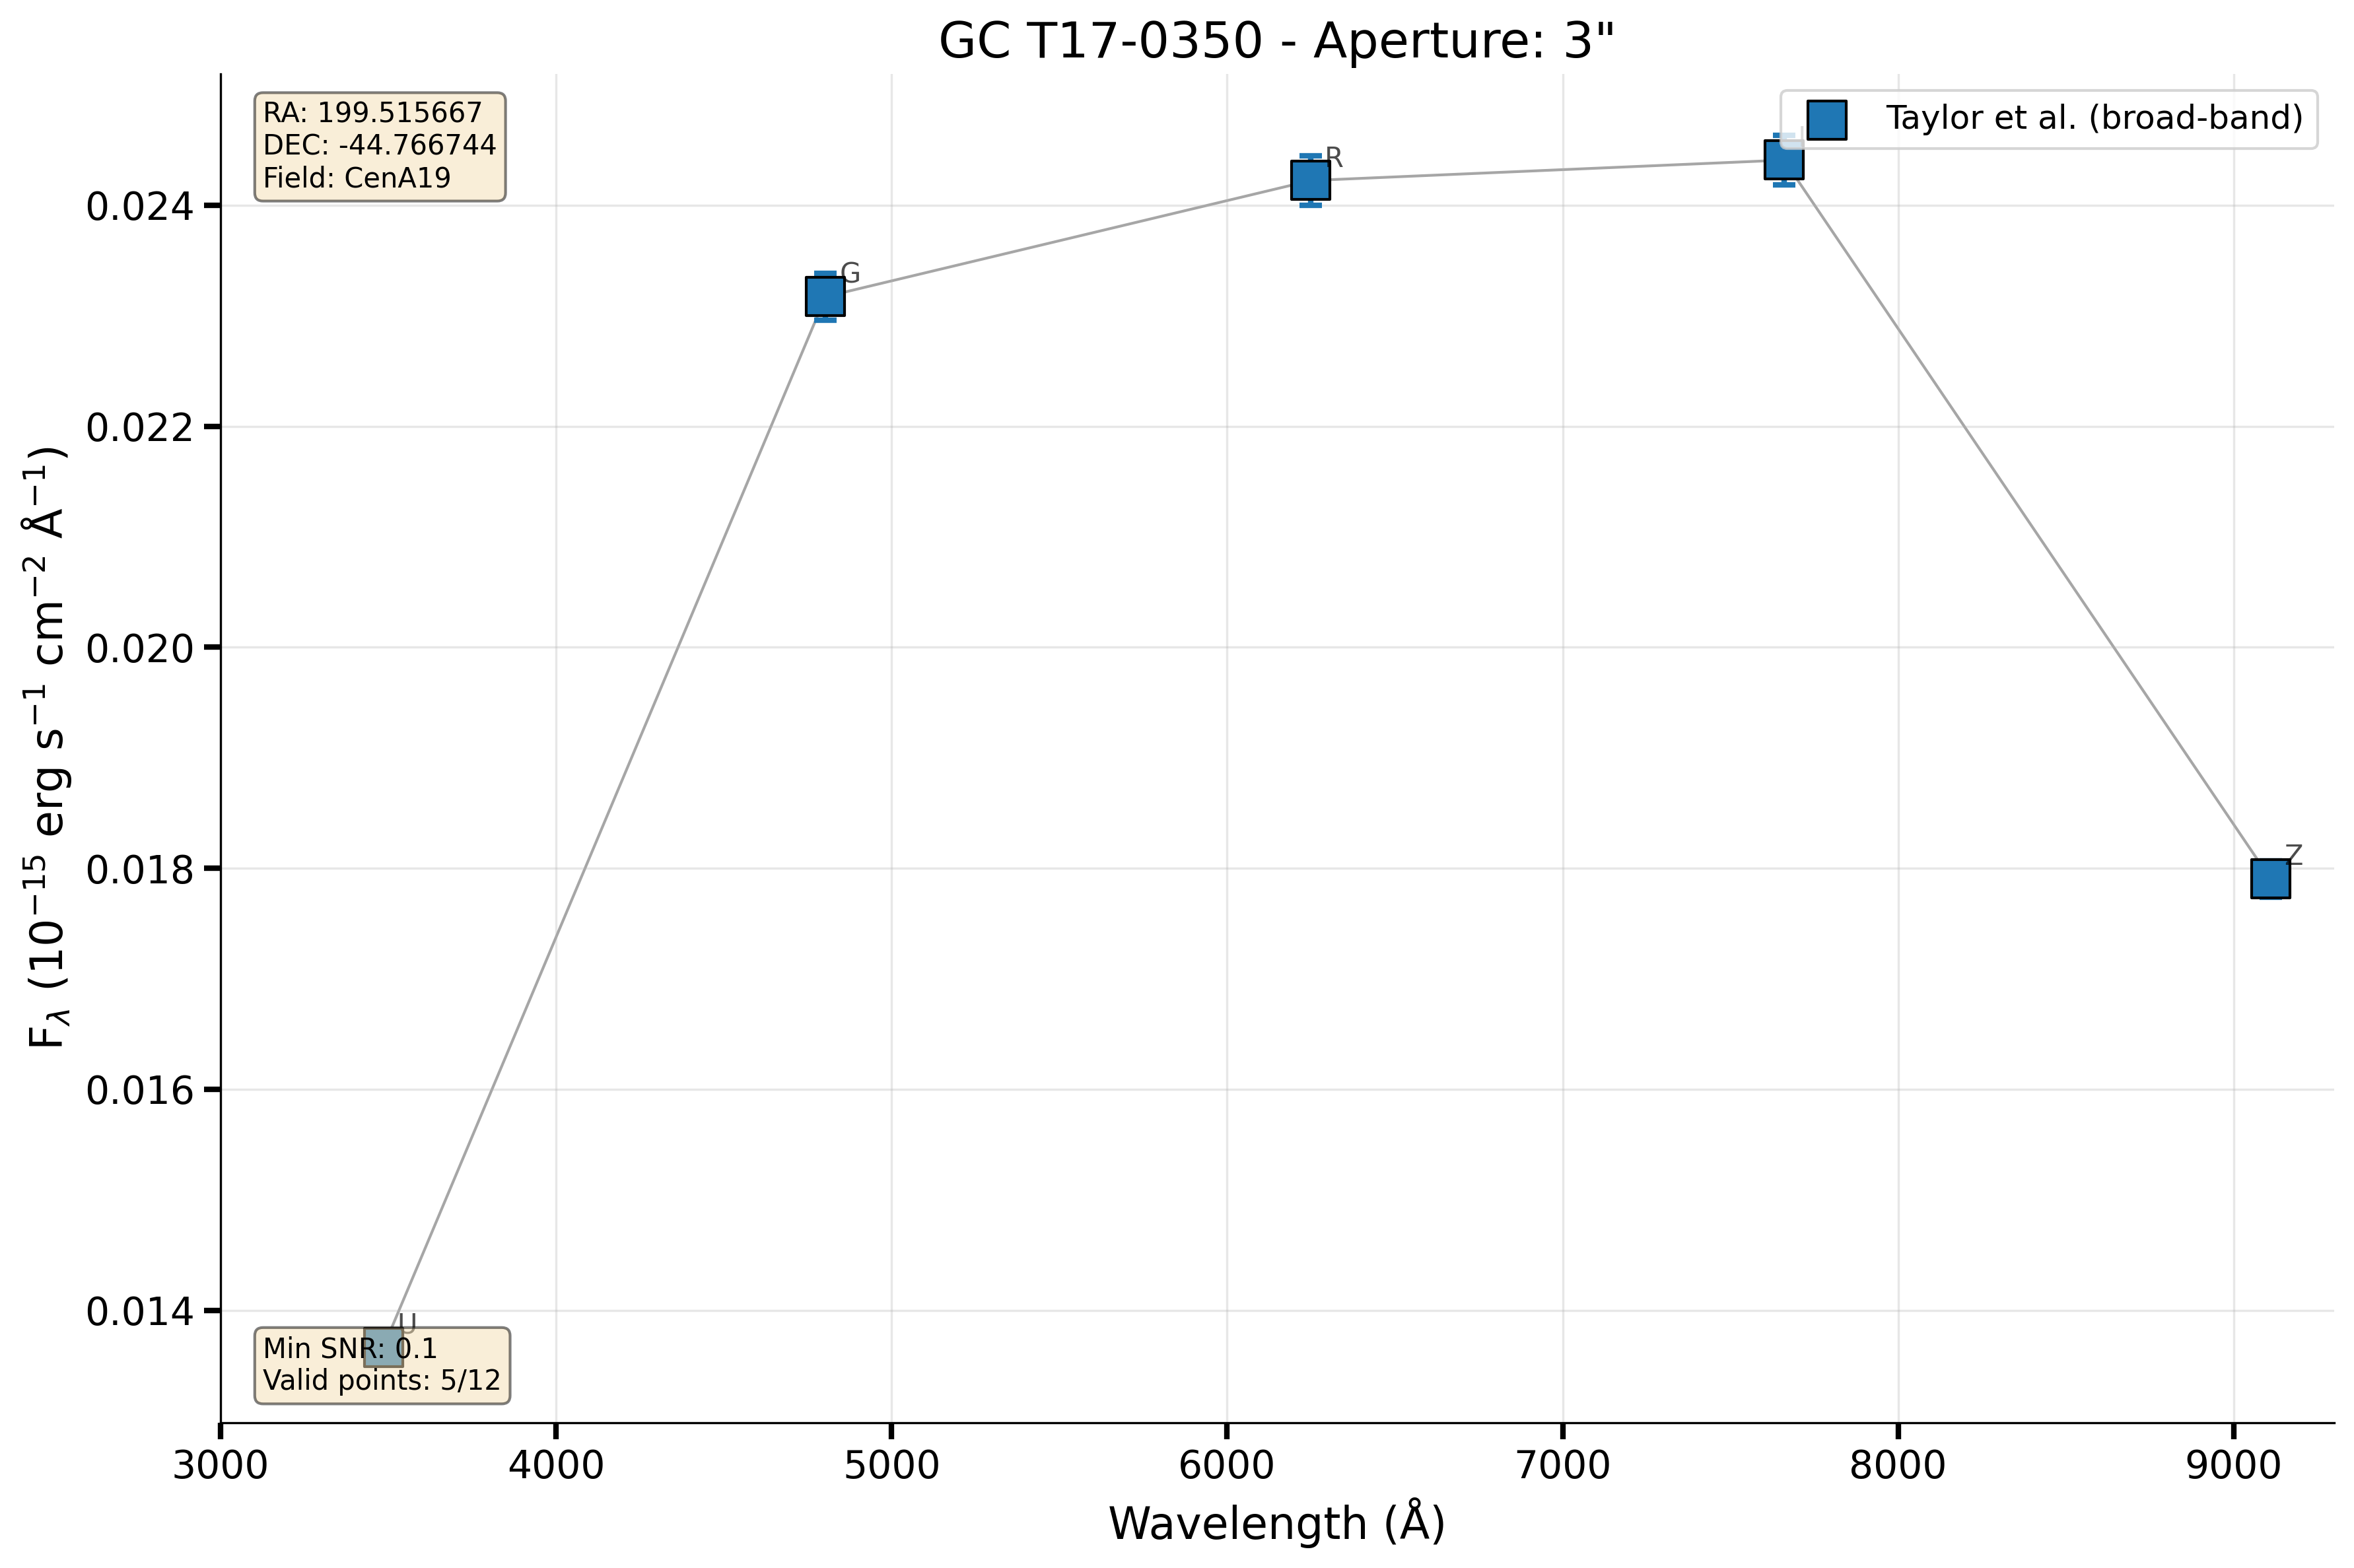 GC T17-0350 - Aperture: 3"
RA: 199.515667
DEC: -44.766744
Field: CenA19
Taylor et al. (broad-band)
R
G
Z
U
Min SNR: 0.1
Valid points: 5/12
0.024
0.022
0.020
0.018
0.016
0.014
F_λ (10⁻¹⁵ erg s⁻¹ cm⁻² Å⁻¹)
3000 4000 5000 6000 7000 8000 9000
Wavelength (Å)